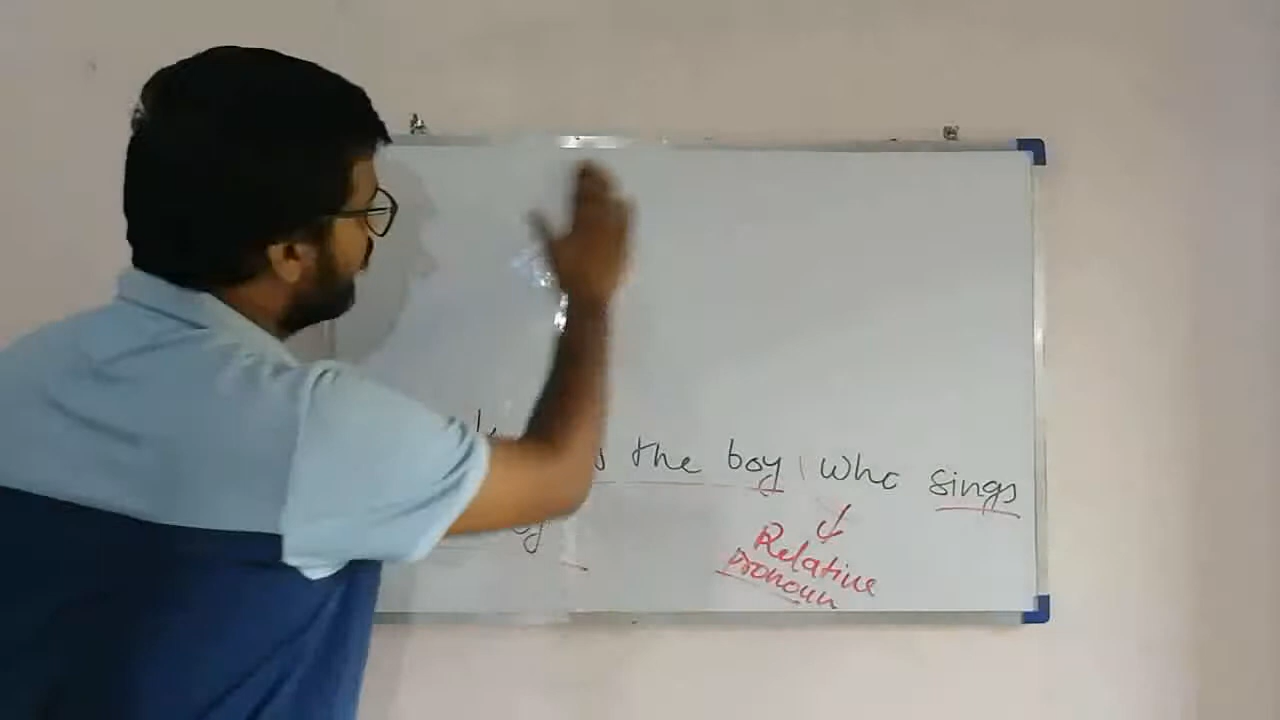 the boy who sings
Relative
pronoun